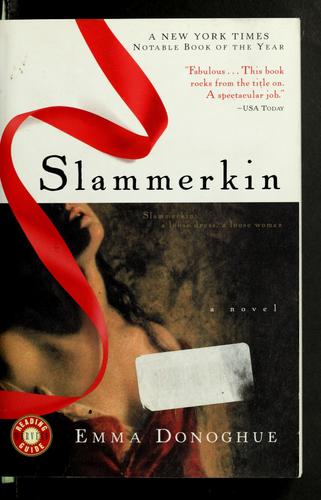 A NEW YORK TIMES
NOTABLE BOOK OF THE YEAR
"Fabulous . . . This book
rocks from the title on.
A spectacular job."
–USA TODAY
Slammerkin
Slammerkin:
a loose dress; a loose woman
a novel
READING
GUIDE
EMMA DONOGHUE